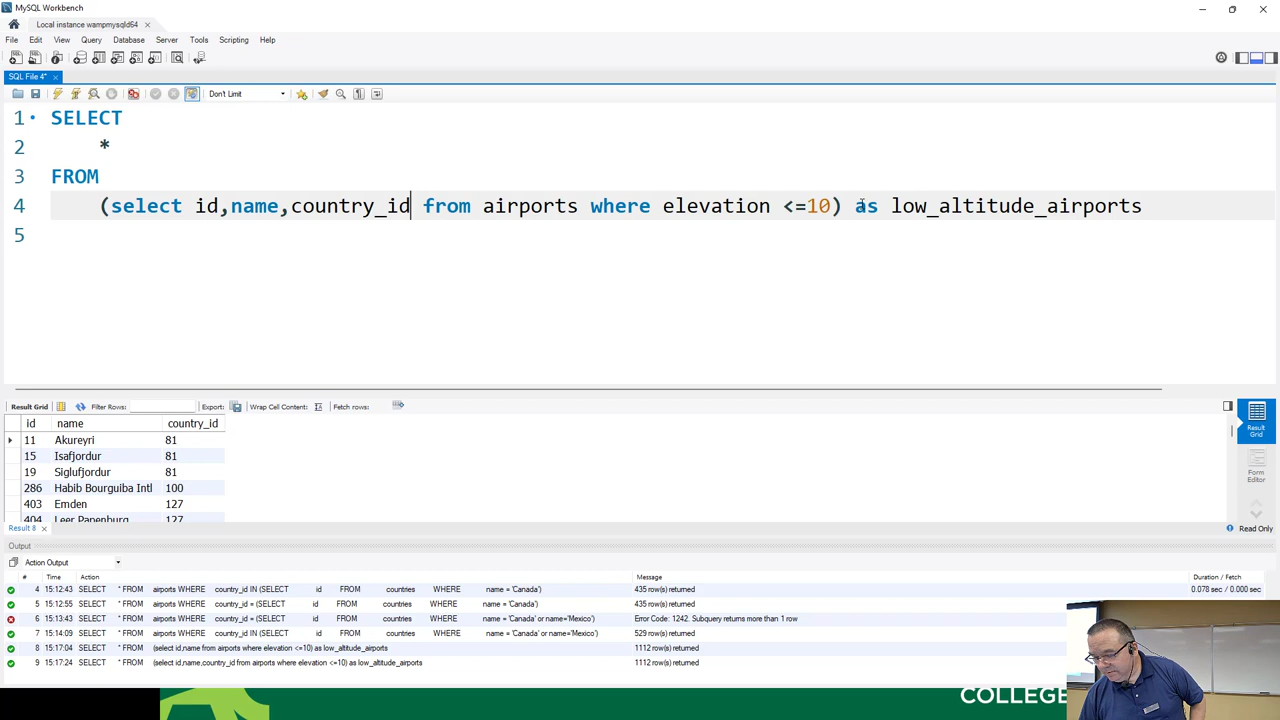 MySQL Workbench
Local instance wampmysqld64
File Edit View Query Database Server Tools Scripting Help
SQL File 4*
Don't Limit
1 SELECT
2 *
3 FROM
4 (select id,name,country_id from airports where elevation <=10) as low_altitude_airports
5
Result Grid Filter Rows: Export: Wrap Cell Content: Fetch rows:
id name country_id
11 Akureyri 81
15 Isafjordur 81
19 Siglufjordur 81
286 Habib Bourguiba Intl 100
403 Emden 127
404 Leer Papenburg 127
Result Grid
Form Editor
Result 8
Read Only
Output
Action Output
# Time Action Message Duration / Fetch
4 15:12:43 SELECT * FROM airports WHERE country_id IN (SELECT id FROM countries WHERE name = 'Canada') 435 row(s) returned 0.078 sec / 0.000 sec
5 15:12:55 SELECT * FROM airports WHERE country_id = (SELECT id FROM countries WHERE name = 'Canada') 435 row(s) returned
6 15:13:43 SELECT * FROM airports WHERE country_id = (SELECT id FROM countries WHERE name = 'Canada' or name='Mexico') Error Code: 1242. Subquery returns more than 1 row
7 15:14:09 SELECT * FROM airports WHERE country_id IN (SELECT id FROM countries WHERE name = 'Canada' or name='Mexico') 529 row(s) returned
8 15:17:04 SELECT * FROM (select id,name from airports where elevation <=10) as low_altitude_airports 1112 row(s) returned
9 15:17:24 SELECT * FROM (select id,name,country_id from airports where elevation <=10) as low_altitude_airports 1112 row(s) returned
COLLEGE